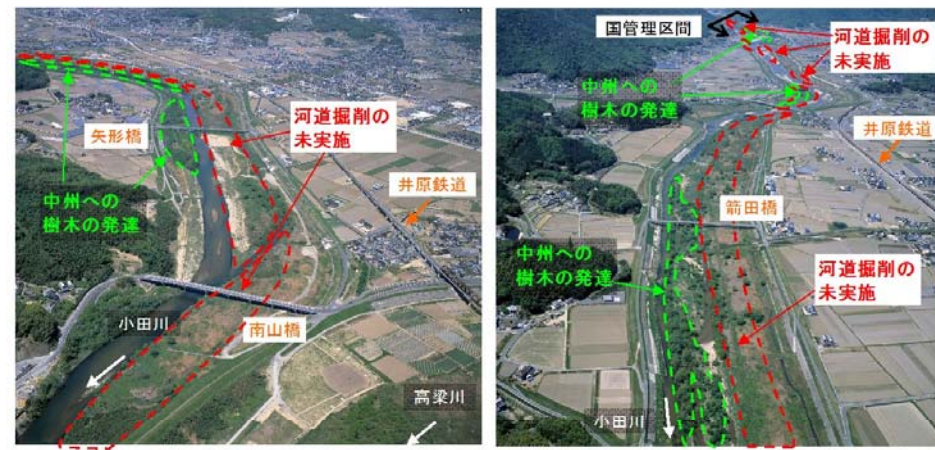 矢形橋
中州への
樹木の発達
河道掘削の
未実施
井原鉄道
小田川
南山橋
高梁川
国管理区間
河道掘削の
未実施
中州への
樹木の発達
井原鉄道
箭田橋
中州への
樹木の発達
河道掘削の
未実施
小田川